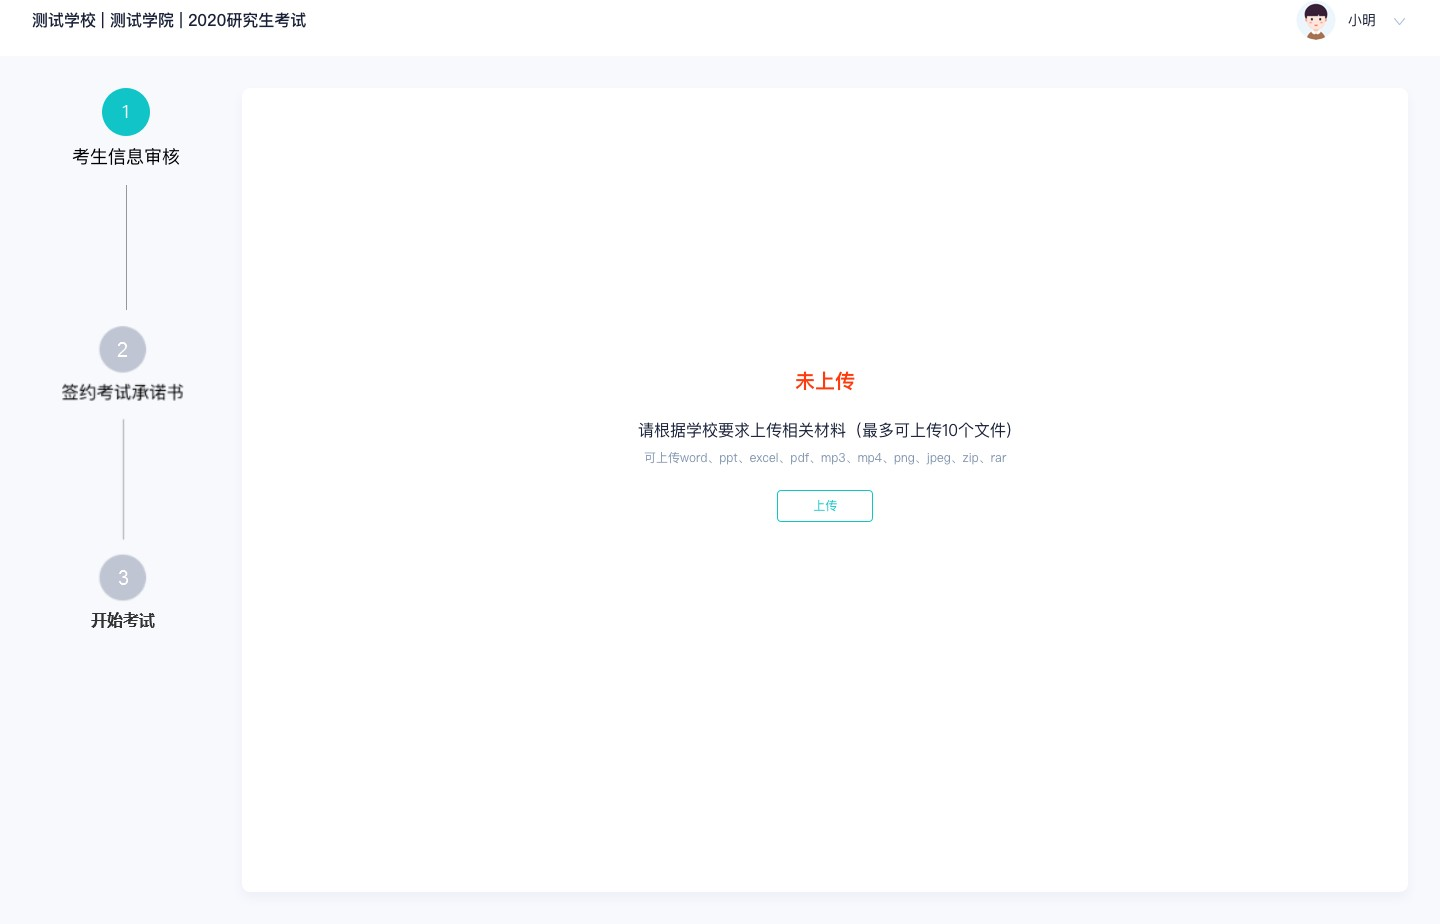 测试学校 | 测试学院 | 2020研究生考试
小明
1
考生信息审核
2
签约考试承诺书
3
开始考试
未上传
请根据学校要求上传相关材料（最多可上传10个文件）
可上传word、ppt、excel、pdf、mp3、mp4、png、jpeg、zip、rar
上传